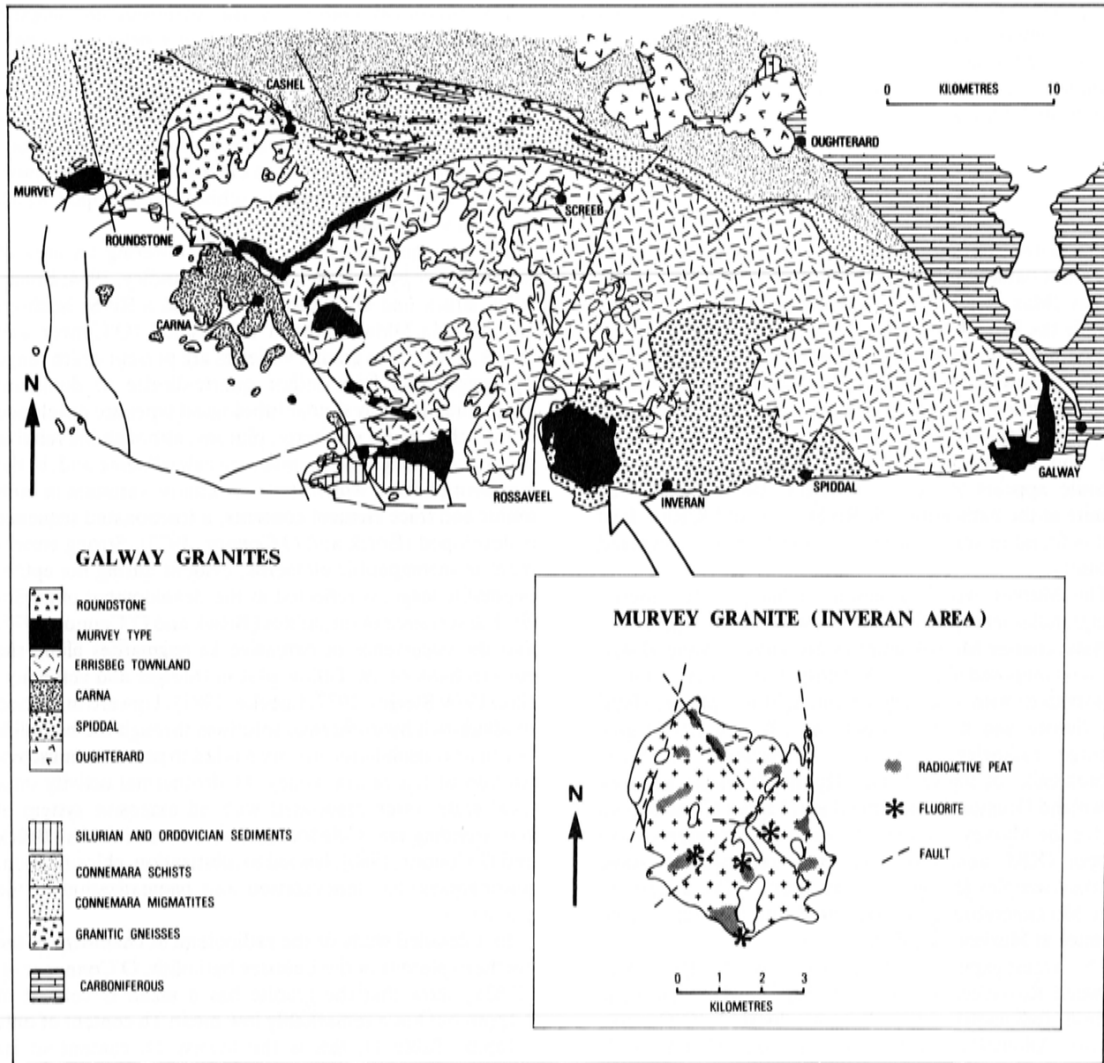 CASHEL
0 KILOMETRES 10
OUGHTERARD
MURVEY
SCREEB
ROUNDSTONE
CARNA
N
ROSSAVEEL
INVERAN
SPIDDAL
GALWAY
GALWAY GRANITES
ROUNDSTONE
MURVEY TYPE
ERRISBEG TOWNLAND
CARNA
SPIDDAL
OUGHTERARD
SILURIAN AND ORDOVICIAN SEDIMENTS
CONNEMARA SCHISTS
CONNEMARA MIGMATITES
GRANITIC GNEISSES
CARBONIFEROUS
MURVEY GRANITE (INVERAN AREA)
N
RADIOACTIVE PEAT
FLUORITE
FAULT
0 1 2 3
KILOMETRES